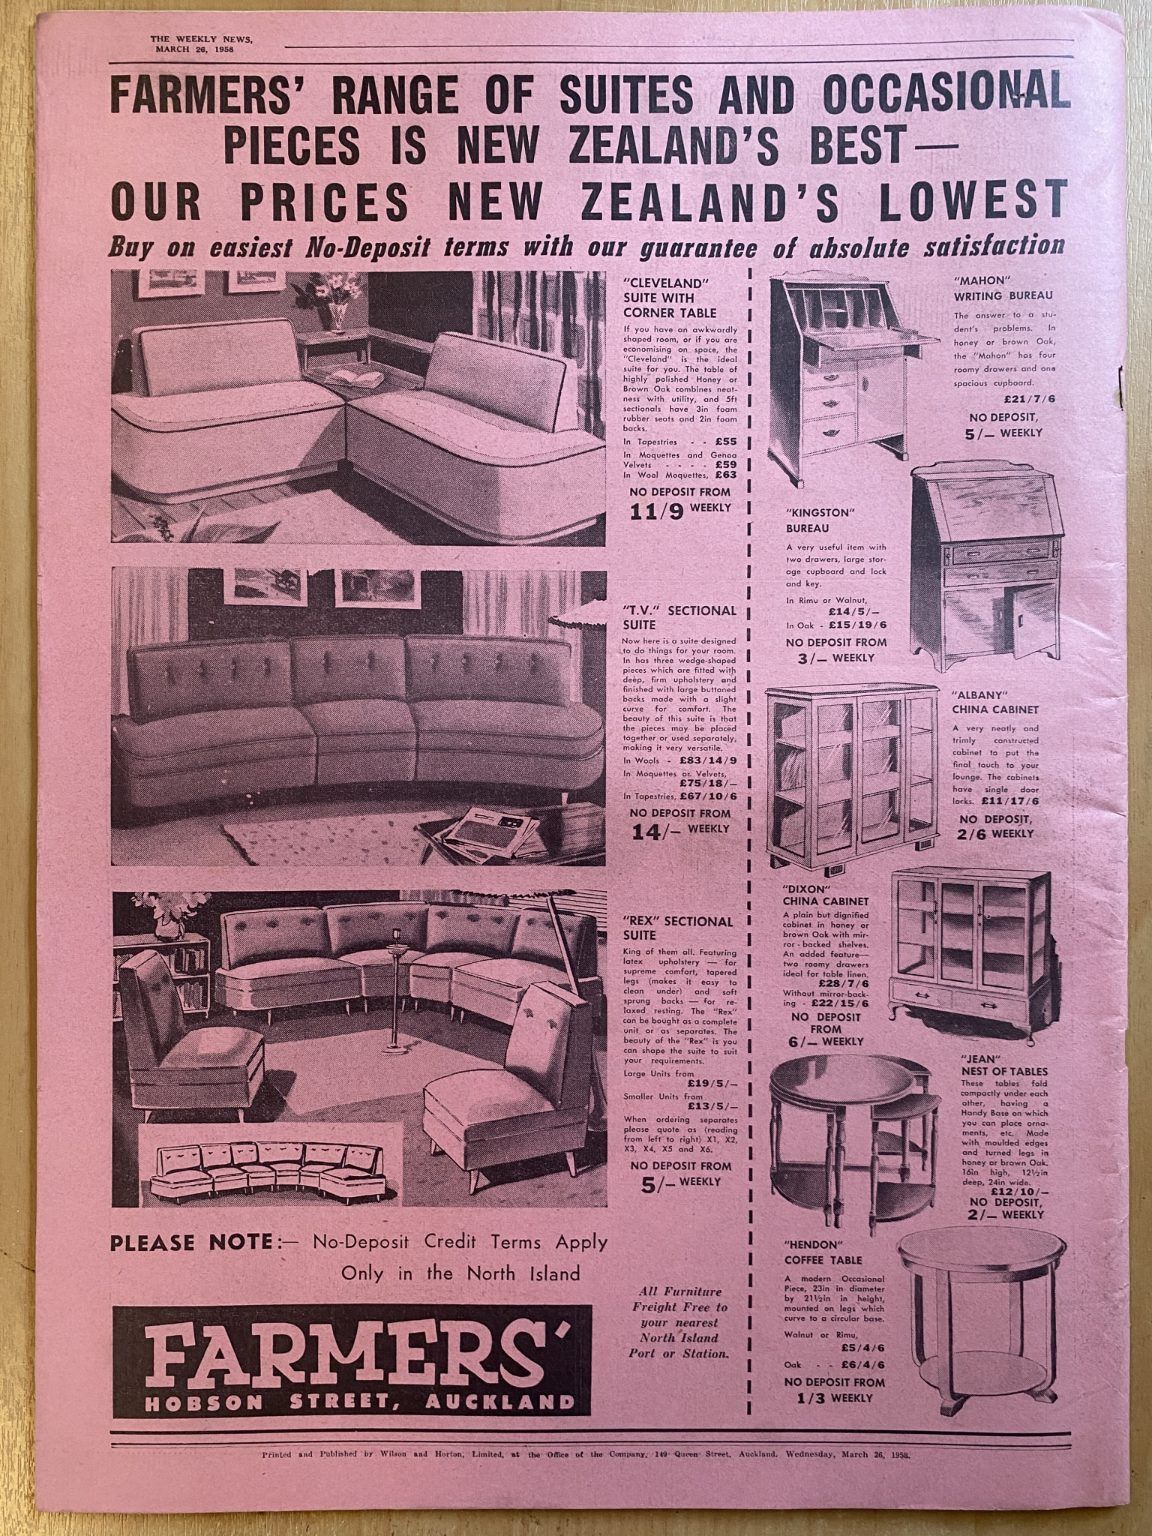 THE WEEKLY NEWS,
MARCH 26, 1958
FARMERS' RANGE OF SUITES AND OCCASIONAL
PIECES IS NEW ZEALAND'S BEST—
OUR PRICES NEW ZEALAND'S LOWEST
Buy on easiest No-Deposit terms with our guarantee of absolute satisfaction
"CLEVELAND"
SUITE WITH
CORNER TABLE
If you have an awkwardly
shaped room, or if you are
economising on space, the
"Cleveland" is the ideal
suite for you. The table of
highly polished Honey or
Brown Oak combines neat-
ness with utility, and 5ft
sectionals have 3in foam
rubber seats and 2in foam
backs.
In Tapestries - - £55
In Moquettes and Genoa
Velvets - - - - £59
In Wool Moquettes, £63
NO DEPOSIT FROM
11/9 WEEKLY
"T.V." SECTIONAL
SUITE
Now here is a suite designed
to do things for your room.
In has three wedge-shaped
pieces which are fitted with
deep, firm upholstery and
finished with large buttoned
backs made with a slight
curve for comfort. The
beauty of this suite is that
the pieces may be placed
together or used separately,
making it very versatile.
In Wools - £83/14/9
In Moquettes or Velvets,
£75/18/—
In Tapestries, £67/10/6
NO DEPOSIT FROM
14/— WEEKLY
"REX" SECTIONAL
SUITE
King of them all. Featuring
latex upholstery — for
supreme comfort, tapered
legs (makes it easy to
clean under) and soft
sprung backs — for re-
laxed resting. The "Rex"
can be bought as a complete
unit or as separates. The
beauty of the "Rex" is you
can shape the suite to suit
your requirements.
Large Units from
£19/5/—
Smaller Units from
£13/5/—
When ordering separates
please quote as (reading
from left to right) X1, X2,
X3, X4, X5 and X6.
NO DEPOSIT FROM
5/— WEEKLY
PLEASE NOTE:— No-Deposit Credit Terms Apply
Only in the North Island
FARMERS'
HOBSON STREET, AUCKLAND
All Furniture
Freight Free to
your nearest
North Island
Port or Station.
"MAHON"
WRITING BUREAU
The answer to a stu-
dent's problems. In
honey or brown Oak,
the "Mahon" has four
roomy drawers and one
spacious cupboard.
£21/7/6
NO DEPOSIT,
5/— WEEKLY
"KINGSTON"
BUREAU
A very useful item with
two drawers, large stor-
age cupboard and lock
and key.
In Rimu or Walnut,
£14/5/—
In Oak - £15/19/6
NO DEPOSIT FROM
3/— WEEKLY
"ALBANY"
CHINA CABINET
A very neatly and
trimly constructed
cabinet to put the
final touch to your
lounge. The cabinets
have single door
locks. £11/17/6
NO DEPOSIT,
2/6 WEEKLY
"DIXON"
CHINA CABINET
A plain but dignified
cabinet in honey or
brown Oak with mir-
ror-backed shelves.
An added feature—
two roomy drawers
ideal for table linen.
£28/7/6
Without mirror-back-
ing - £22/15/6
NO DEPOSIT
FROM
6/— WEEKLY
"JEAN"
NEST OF TABLES
These tables fold
compactly under each
other, having a
Handy Base on which
you can place orna-
ments, etc. Made
with moulded edges
and turned legs in
honey or brown Oak.
16in high, 12½in
deep, 24in wide.
£12/10/—
NO DEPOSIT,
2/— WEEKLY
"HENDON"
COFFEE TABLE
A modern Occasional
Piece, 23in in diameter
by 21½in in height,
mounted on legs which
curve to a circular base.
Walnut or Rimu,
£5/4/6
Oak - - £6/4/6
NO DEPOSIT FROM
1/3 WEEKLY
Printed and Published by Wilson and Horton, Limited, at the Office of the Company, 149 Queen Street, Auckland. Wednesday, March 26, 1958.